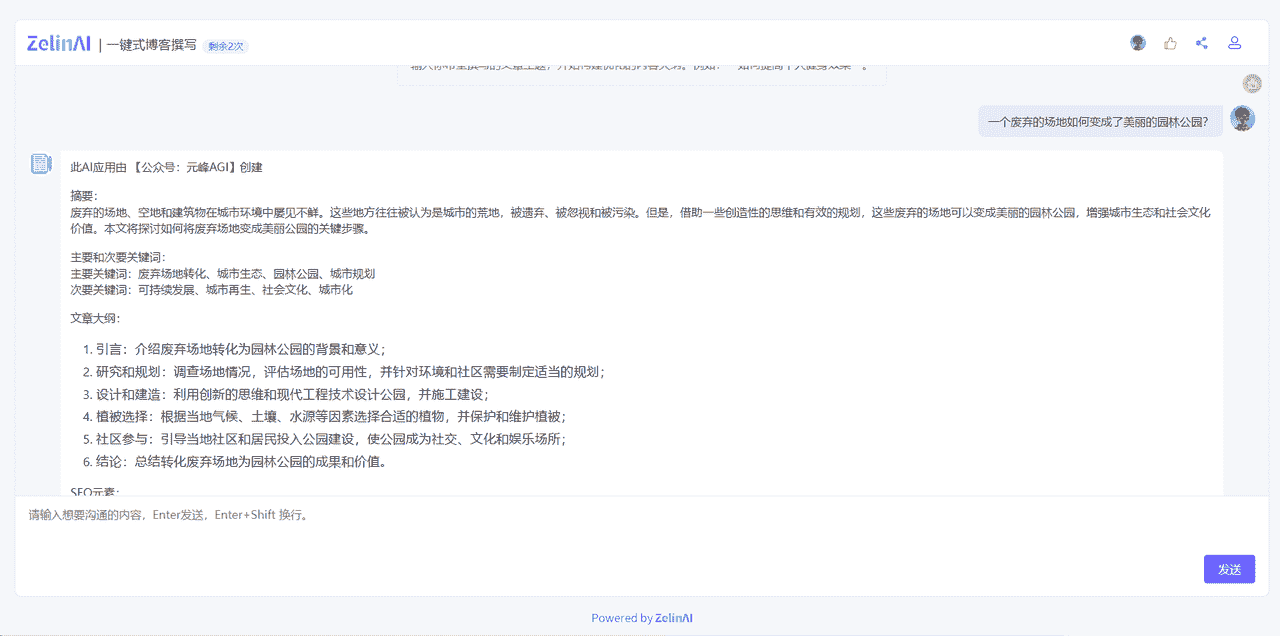 ZelinAI | 一键式博客撰写 剩余2次
一个废弃的场地如何变成了美丽的园林公园？
此AI应用由 【公众号：元峰AGI】创建
摘要：
废弃的场地、空地和建筑物在城市环境中屡见不鲜。这些地方往往被认为是城市的荒地，被遗弃、被忽视和被污染。但是，借助一些创造性的思维和有效的规划，这些废弃的场地可以变成美丽的园林公园，增强城市生态和社会文化
价值。本文将探讨如何将废弃场地变成美丽公园的关键步骤。
主要和次要关键词：
主要关键词：废弃场地转化、城市生态、园林公园、城市规划
次要关键词：可持续发展、城市再生、社会文化、城市化
文章大纲：
1. 引言：介绍废弃场地转化为园林公园的背景和意义；
2. 研究和规划：调查场地情况，评估场地的可用性，并针对环境和社区需要制定适当的规划；
3. 设计和建造：利用创新的思维和现代工程技术设计公园，并施工建设；
4. 植被选择：根据当地气候、土壤、水源等因素选择合适的植物，并保护和维护植被；
5. 社区参与：引导当地社区和居民投入公园建设，使公园成为社交、文化和娱乐场所；
6. 结论：总结转化废弃场地为园林公园的成果和价值。
SEO元素：
请输入想要沟通的内容，Enter发送，Enter+Shift 换行。
发送
Powered by ZelinAI